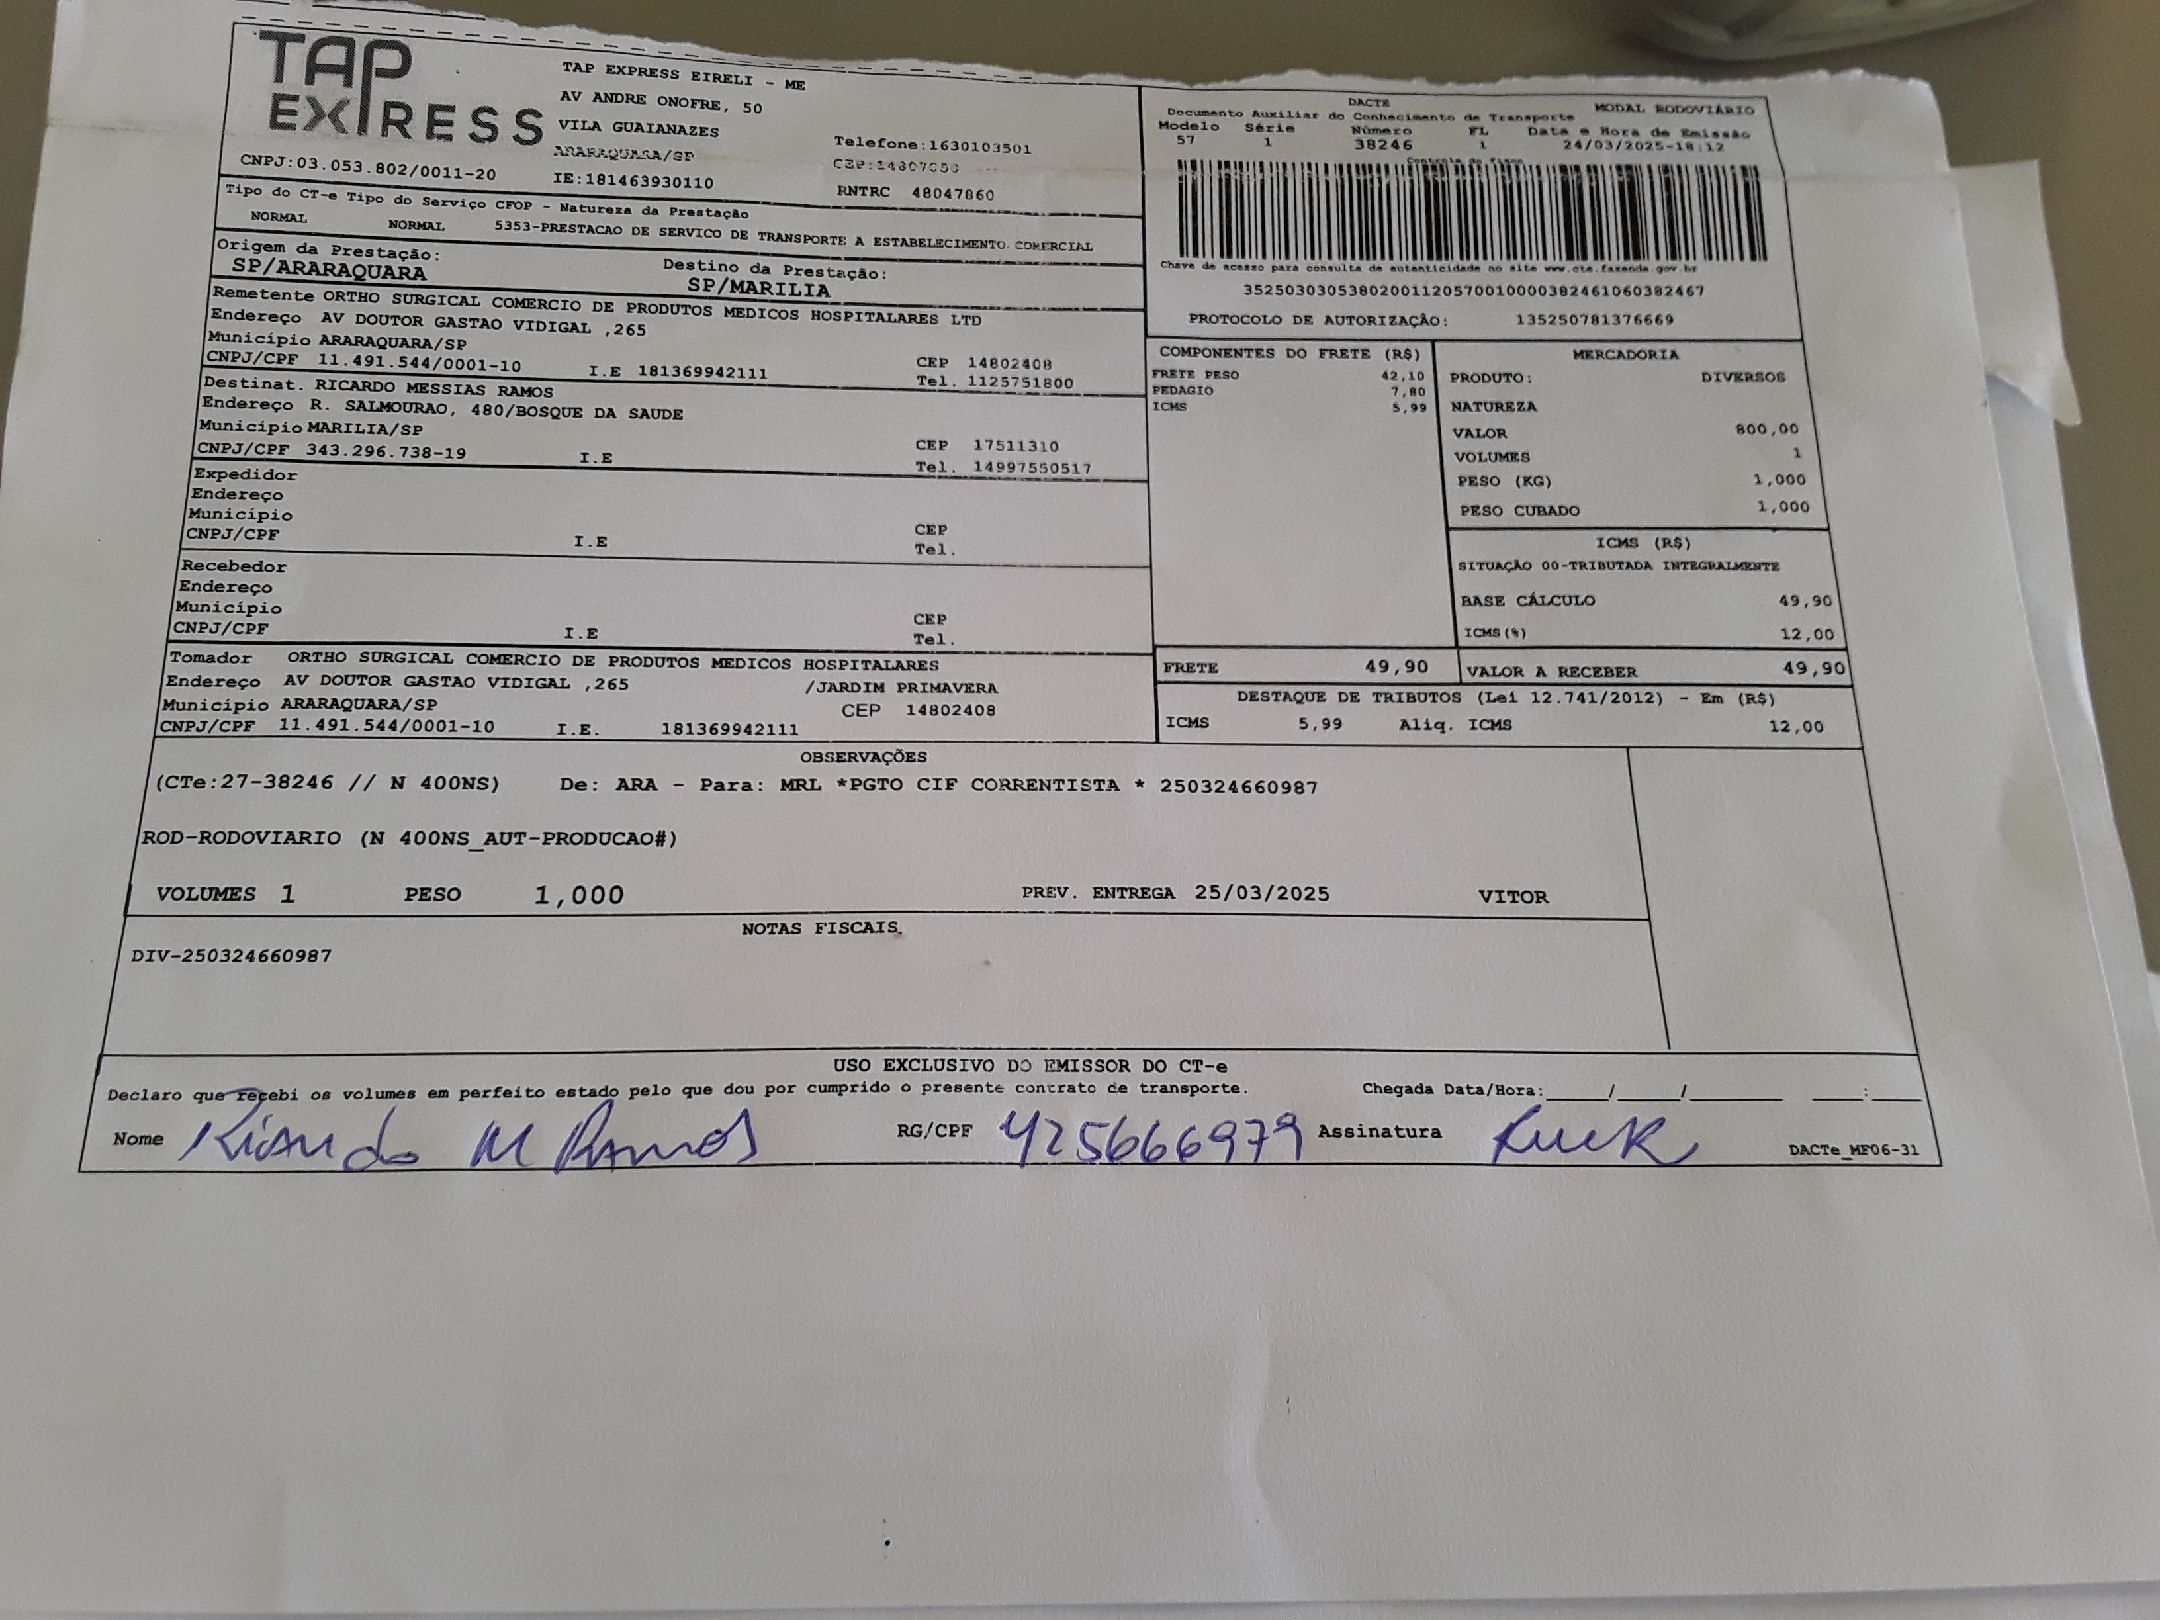 TAP EXPRESS
TAP EXPRESS EIRELI - ME
AV ANDRE ONOFRE, 50
VILA GUAIANAZES
ARARAQUARA/SP
Telefone:1630103501
CNPJ:03.053.802/0011-20 IE:181463930110 RNTRC 48047860
Tipo do CT-e Tipo do Serviço CFOP - Natureza da Prestação
NORMAL NORMAL 5353-PRESTACAO DE SERVICO DE TRANSPORTE A ESTABELECIMENTO COMERCIAL
Origem da Prestação: Destino da Prestação:
SP/ARARAQUARA SP/MARILIA
Remetente ORTHO SURGICAL COMERCIO DE PRODUTOS MEDICOS HOSPITALARES LTD
Endereço AV DOUTOR GASTAO VIDIGAL ,265
Município ARARAQUARA/SP CEP 14802408
CNPJ/CPF 11.491.544/0001-10 I.E 181369942111 Tel. 1125751800
Destinat. RICARDO MESSIAS RAMOS
Endereço R. SALMOURAO, 480/BOSQUE DA SAUDE
Município MARILIA/SP CEP 17511310
CNPJ/CPF 343.296.738-19 I.E Tel. 14997550517
Expedidor
Endereço
Município CEP
CNPJ/CPF I.E Tel.
Recebedor
Endereço
Município CEP
CNPJ/CPF I.E Tel.
Tomador ORTHO SURGICAL COMERCIO DE PRODUTOS MEDICOS HOSPITALARES
Endereço AV DOUTOR GASTAO VIDIGAL ,265 /JARDIM PRIMAVERA
Município ARARAQUARA/SP CEP 14802408
CNPJ/CPF 11.491.544/0001-10 I.E. 181369942111
DACTE MODAL RODOVIÁRIO
Documento Auxiliar do Conhecimento de Transporte
Modelo Série Número FL Data e Hora de Emissão
57 1 38246 1 24/03/2025-18:12
Controle do fisco
Chave de acesso para consulta de autenticidade no site www.cte.fazenda.gov.br
35250303053802001120570010000382461060382467
PROTOCOLO DE AUTORIZAÇÃO: 135250781376669
COMPONENTES DO FRETE (R$)
FRETE PESO 42,10
PEDAGIO 7,80
ICMS 5,99
MERCADORIA
PRODUTO: DIVERSOS
NATUREZA
VALOR 800,00
VOLUMES 1
PESO (KG) 1,000
PESO CUBADO 1,000
ICMS (R$)
SITUAÇÃO 00-TRIBUTADA INTEGRALMENTE
BASE CÁLCULO 49,90
ICMS(%) 12,00
FRETE 49,90 VALOR A RECEBER 49,90
DESTAQUE DE TRIBUTOS (Lei 12.741/2012) - Em (R$)
ICMS 5,99 Aliq. ICMS 12,00
OBSERVAÇÕES
(CTe:27-38246 // N 400NS) De: ARA - Para: MRL *PGTO CIF CORRENTISTA * 250324660987
ROD-RODOVIARIO (N 400NS_AUT-PRODUCAO#)
VOLUMES 1 PESO 1,000 PREV. ENTREGA 25/03/2025 VITOR
NOTAS FISCAIS
DIV-250324660987
USO EXCLUSIVO DO EMISSOR DO CT-e
Declaro que recebi os volumes em perfeito estado pelo que dou por cumprido o presente contrato de transporte. Chegada Data/Hora:____/____/______ ___:___
Nome Ricardo M Ramos RG/CPF 425666979 Assinatura
DACTe_MF06-31